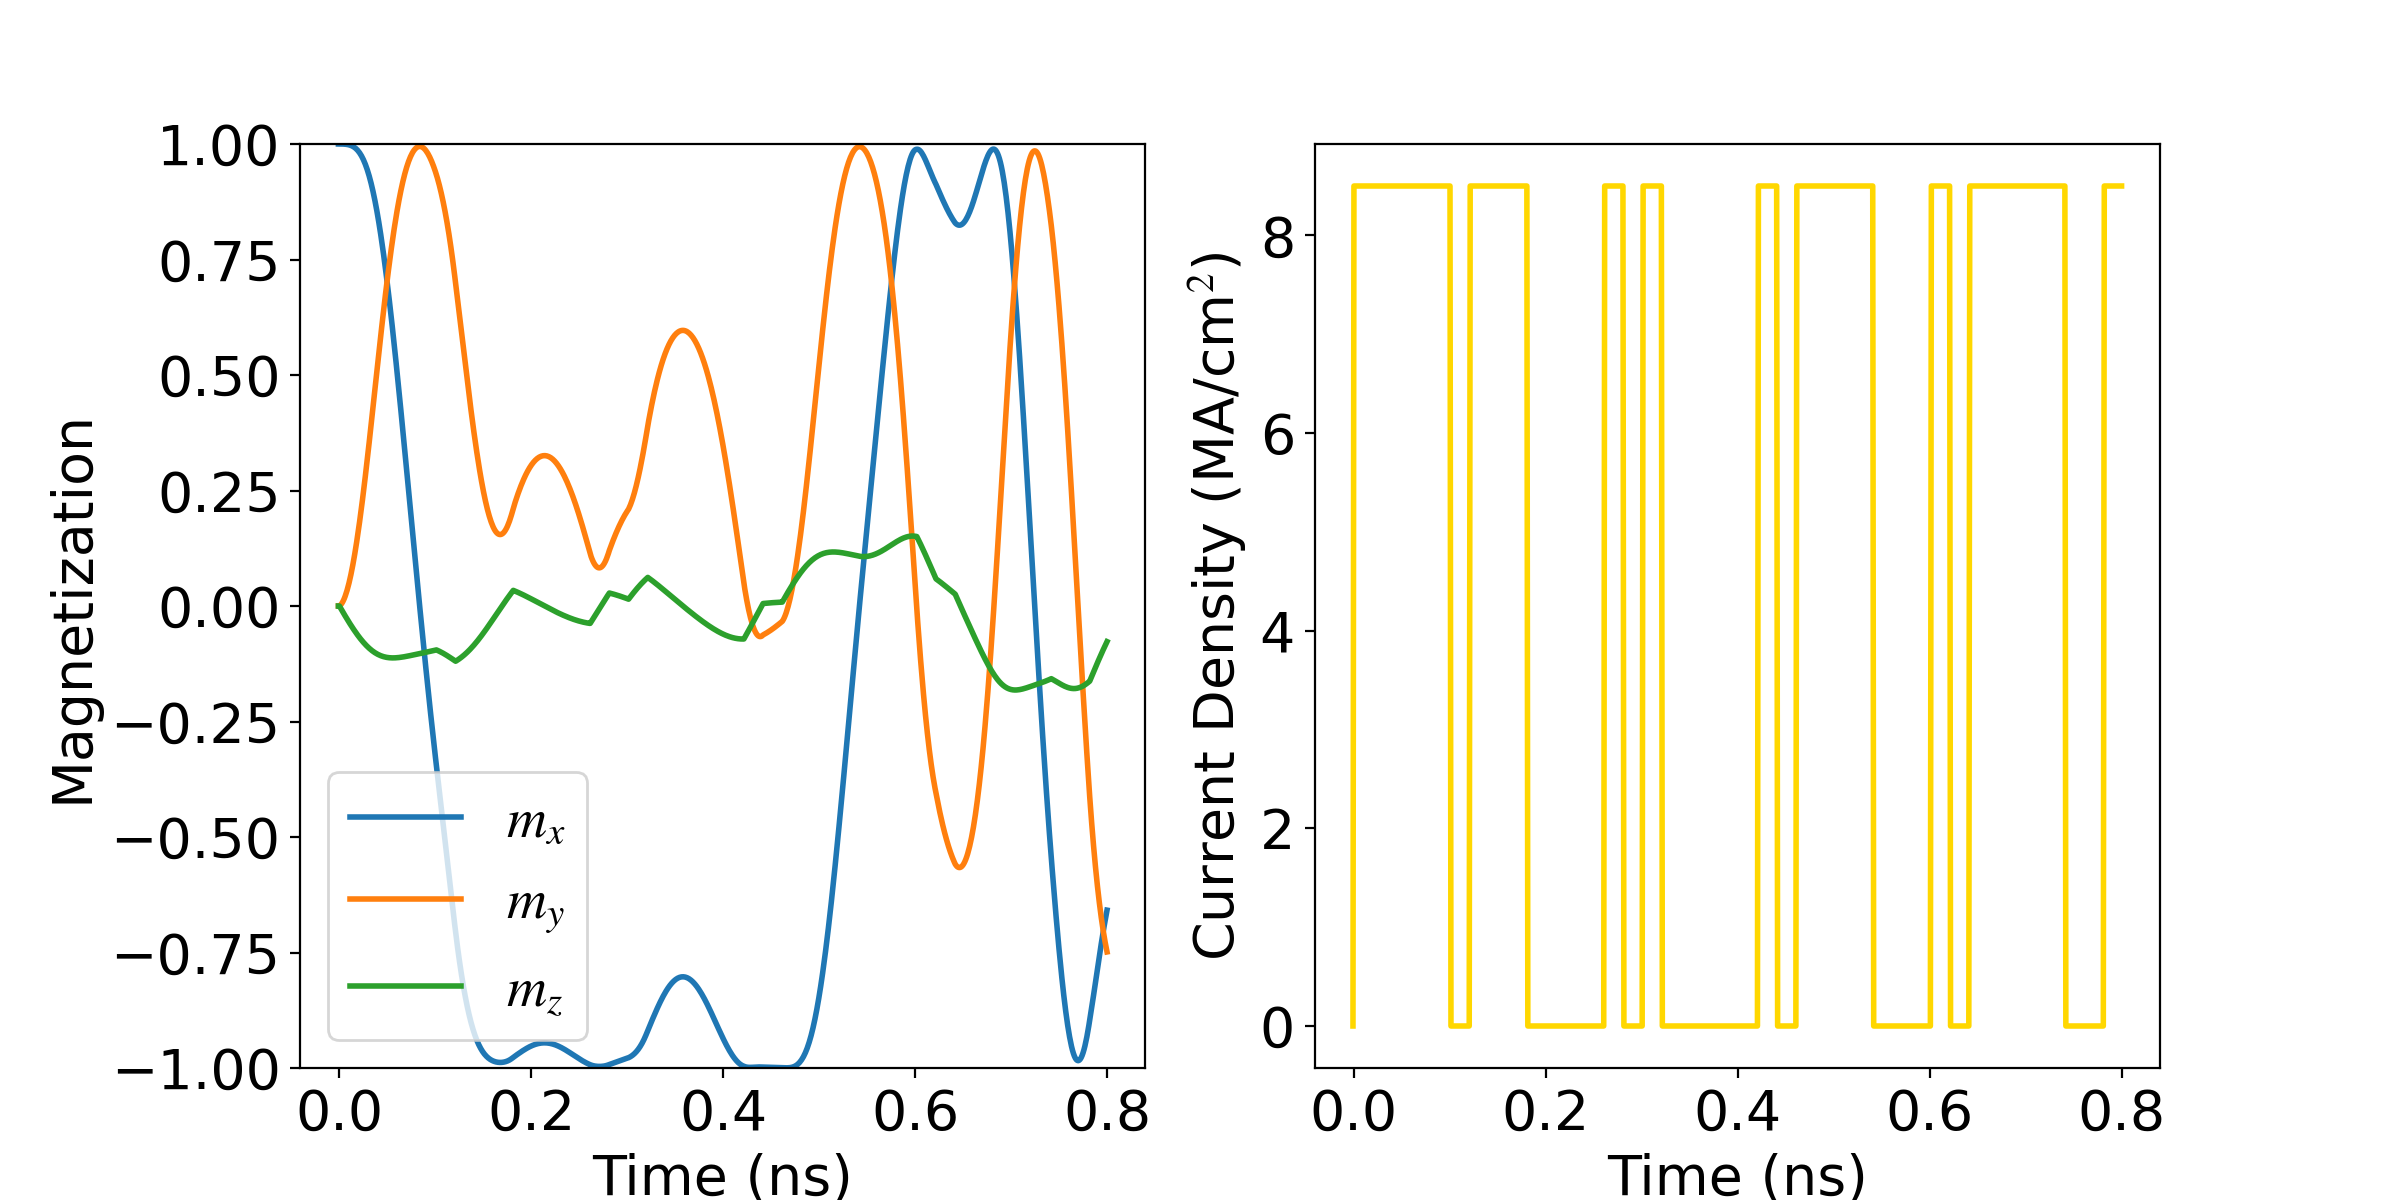 1.00
0.75
0.50
0.25
0.00
−0.25
−0.50
−0.75
−1.00
Magnetization
m_x
m_y
m_z
0.0 0.2 0.4 0.6 0.8
Time (ns)
8
6
4
2
0
Current Density (MA/cm²)
0.0 0.2 0.4 0.6 0.8
Time (ns)